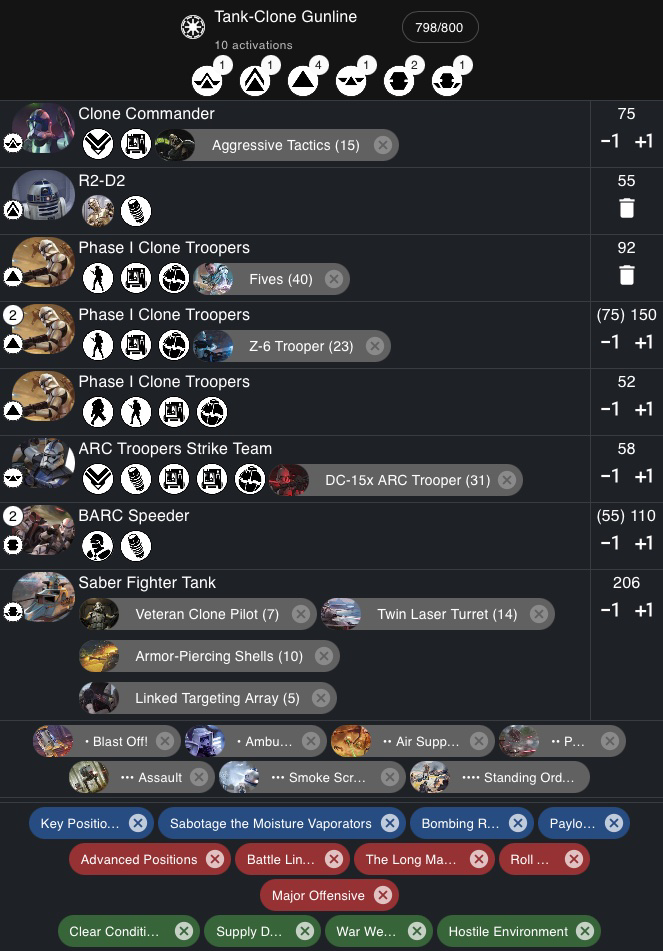 Tank-Clone Gunline
10 activations
798/800
1 1 4 1 2 1
Clone Commander 75
Aggressive Tactics (15) −1 +1
R2-D2 55
Phase I Clone Troopers 92
Fives (40)
2 Phase I Clone Troopers (75) 150
Z-6 Trooper (23) −1 +1
Phase I Clone Troopers 52
−1 +1
ARC Troopers Strike Team 58
DC-15x ARC Trooper (31) −1 +1
2 BARC Speeder (55) 110
−1 +1
Saber Fighter Tank 206
Veteran Clone Pilot (7) Twin Laser Turret (14) −1 +1
Armor-Piercing Shells (10)
Linked Targeting Array (5)
• Blast Off! • Ambu... •• Air Supp... •• P...
••• Assault ••• Smoke Scr... •••• Standing Ord...
Key Positio... Sabotage the Moisture Vaporators Bombing R... Paylo...
Advanced Positions Battle Lin... The Long Ma... Roll ...
Major Offensive
Clear Conditi... Supply D... War We... Hostile Environment